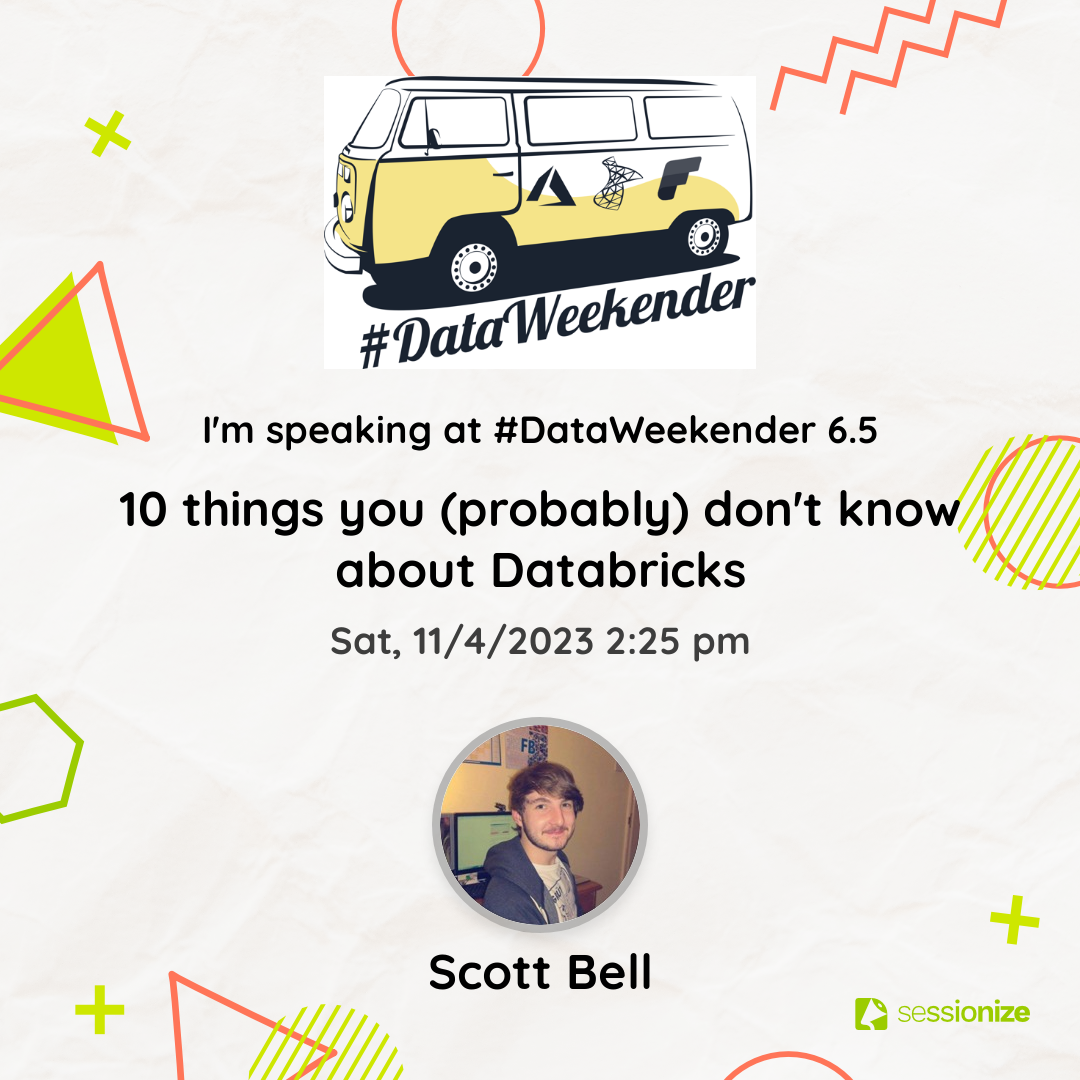 #DataWeekender
I'm speaking at #DataWeekender 6.5
10 things you (probably) don't know
about Databricks
Sat, 11/4/2023 2:25 pm
FB
Scott Bell
sessionize